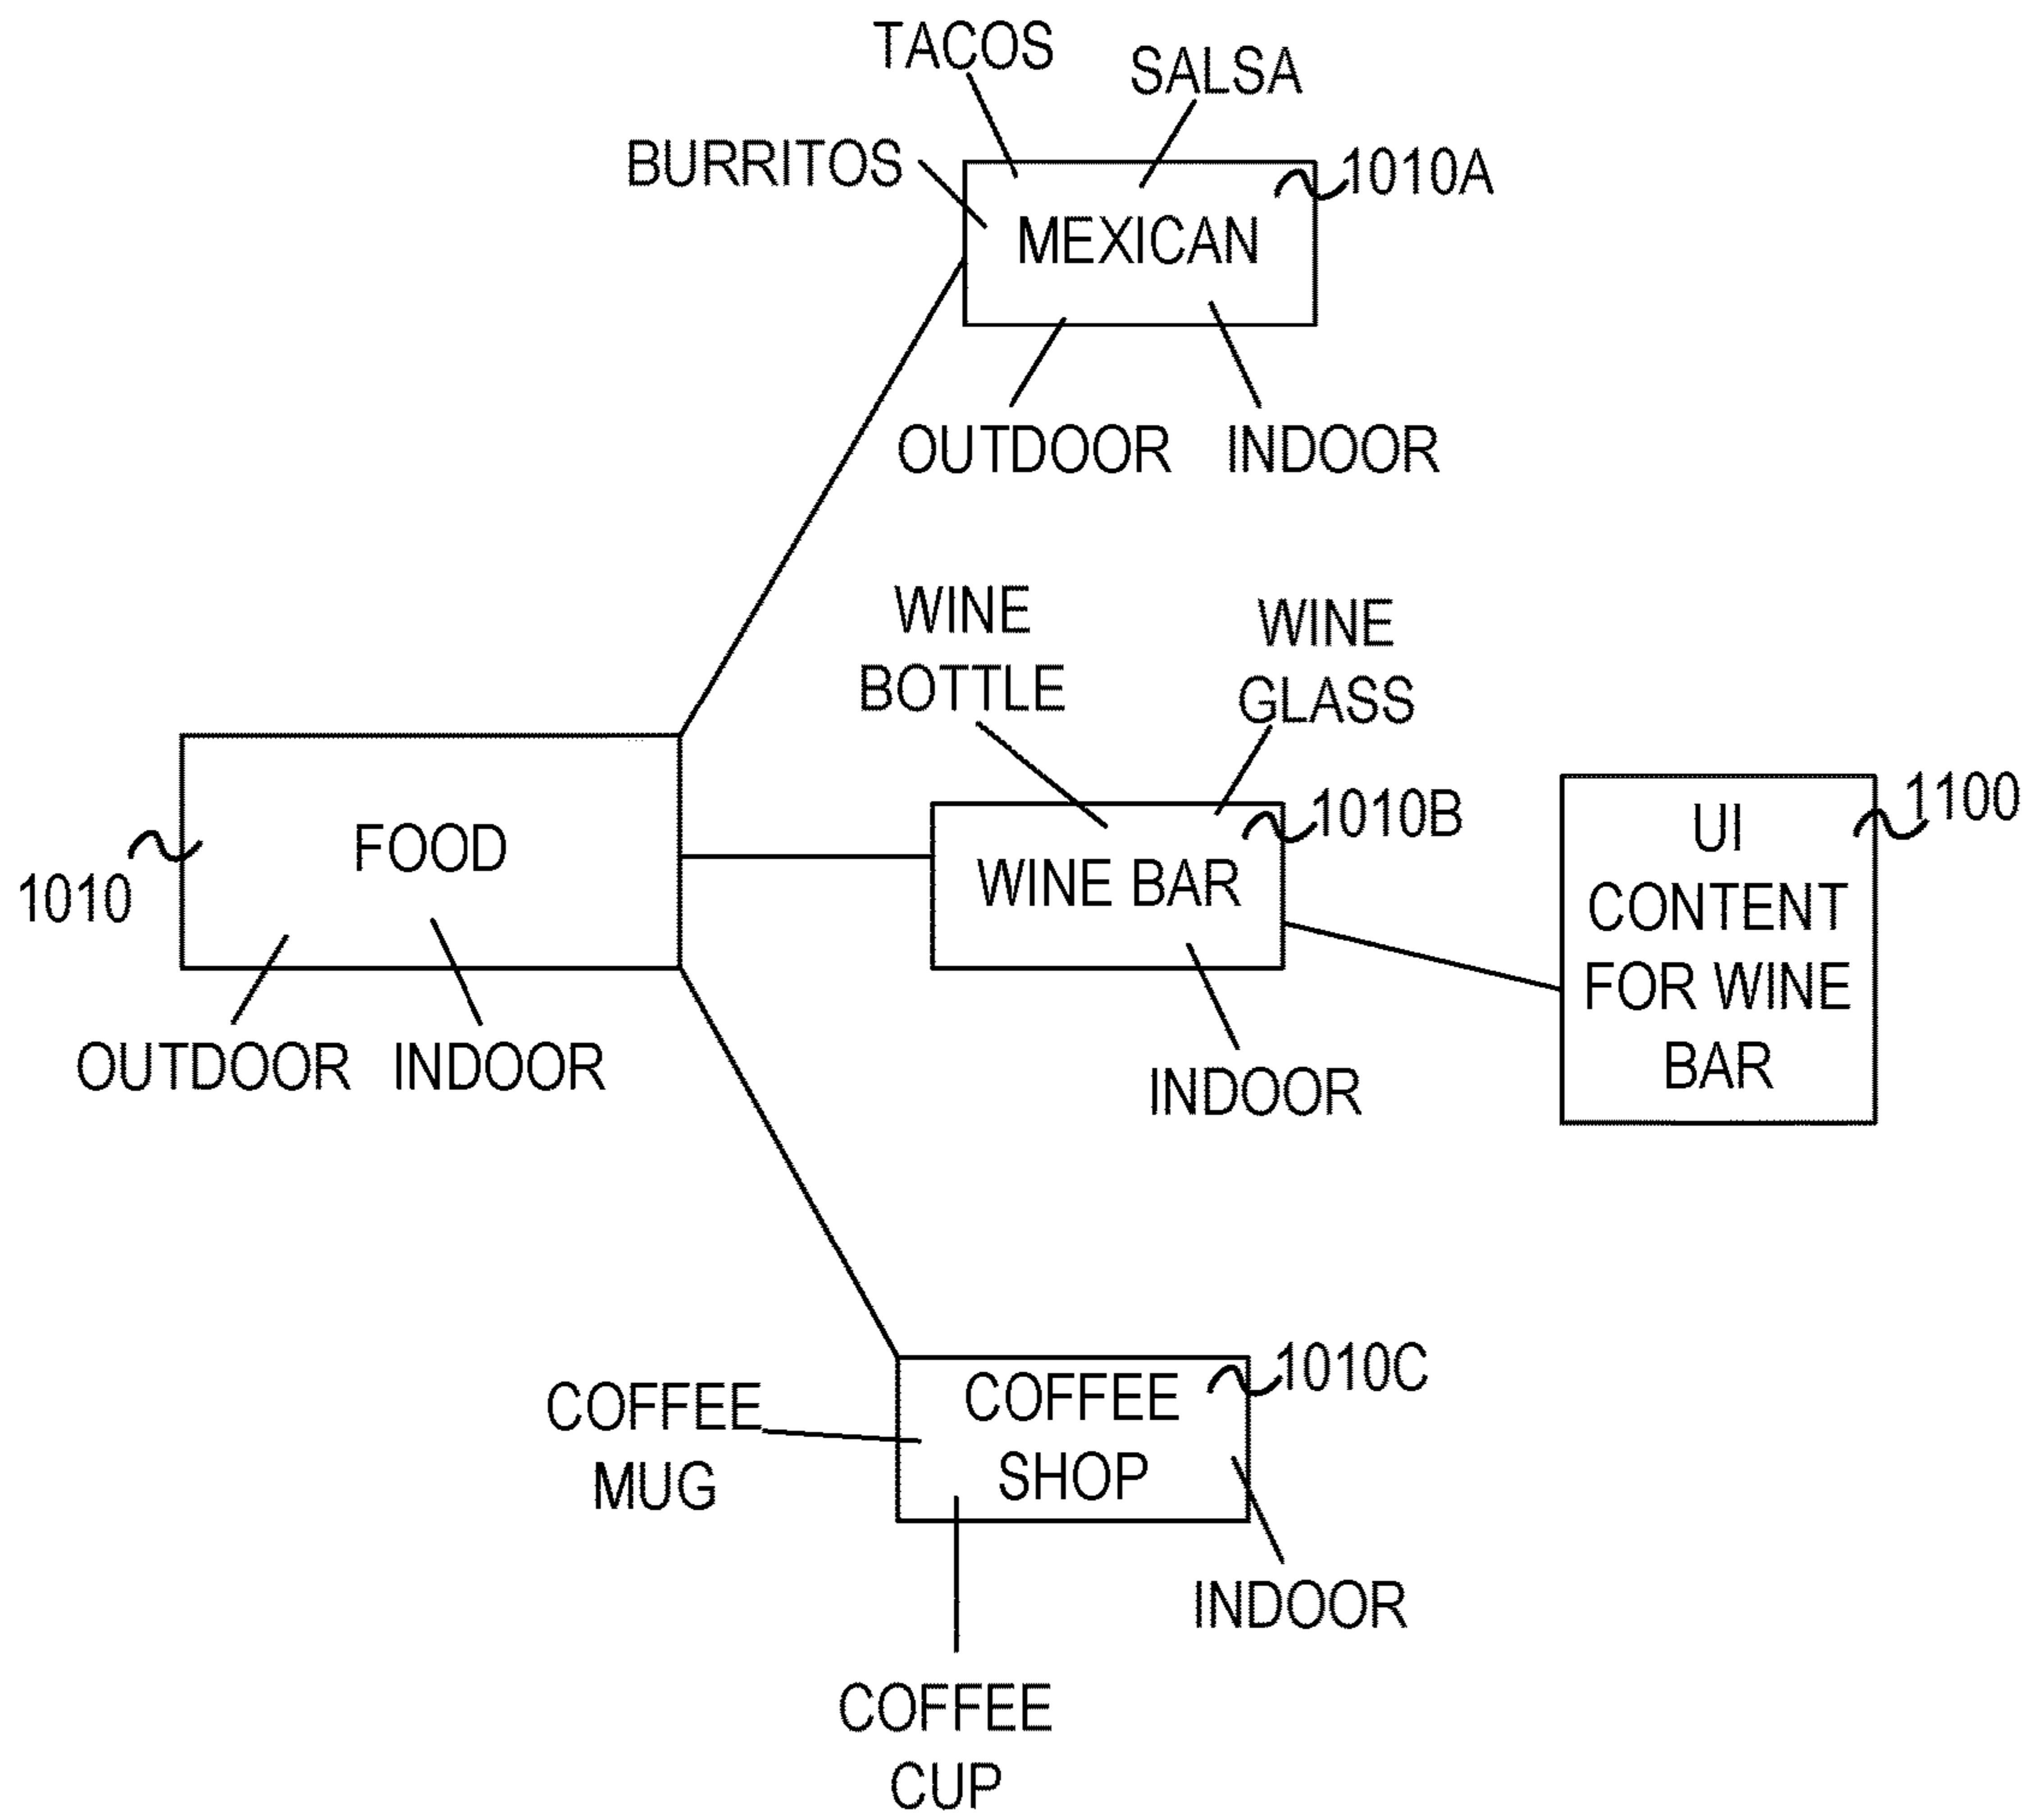 TACOS
SALSA
BURRITOS
1010A
MEXICAN
OUTDOOR
INDOOR
WINE
BOTTLE
WINE
GLASS
1010B
WINE BAR
INDOOR
1100
UI
CONTENT
FOR WINE
BAR
FOOD
1010
OUTDOOR
INDOOR
1010C
COFFEE
SHOP
COFFEE
MUG
INDOOR
COFFEE
CUP